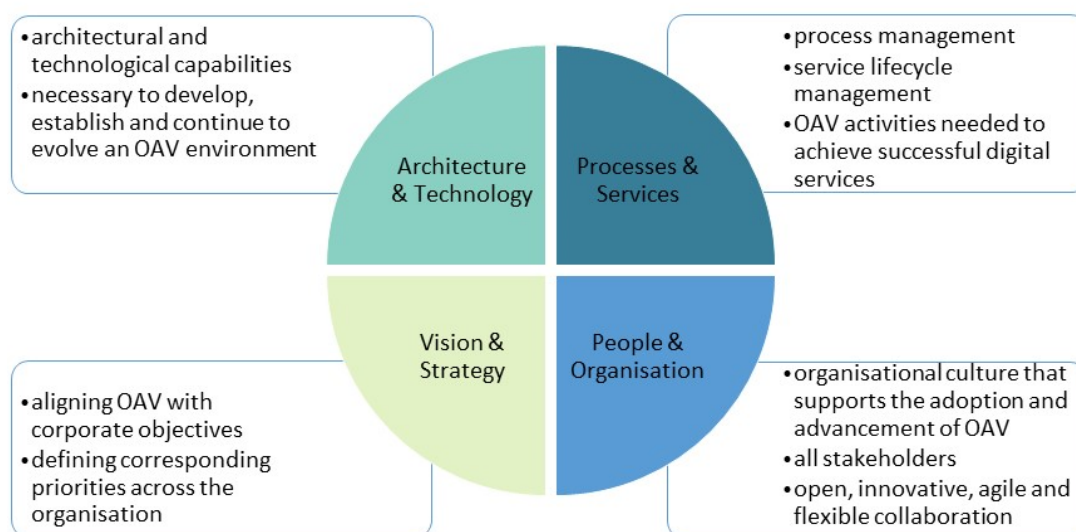 •architectural and
technological capabilities
•necessary to develop,
establish and continue to
evolve an OAV environment
Architecture
& Technology
Processes &
Services
•process management
•service lifecycle
management
•OAV activities needed to
achieve successful digital
services
Vision &
Strategy
People &
Organisation
•aligning OAV with
corporate objectives
•defining corresponding
priorities across the
organisation
•organisational culture that
supports the adoption and
advancement of OAV
•all stakeholders
•open, innovative, agile and
flexible collaboration